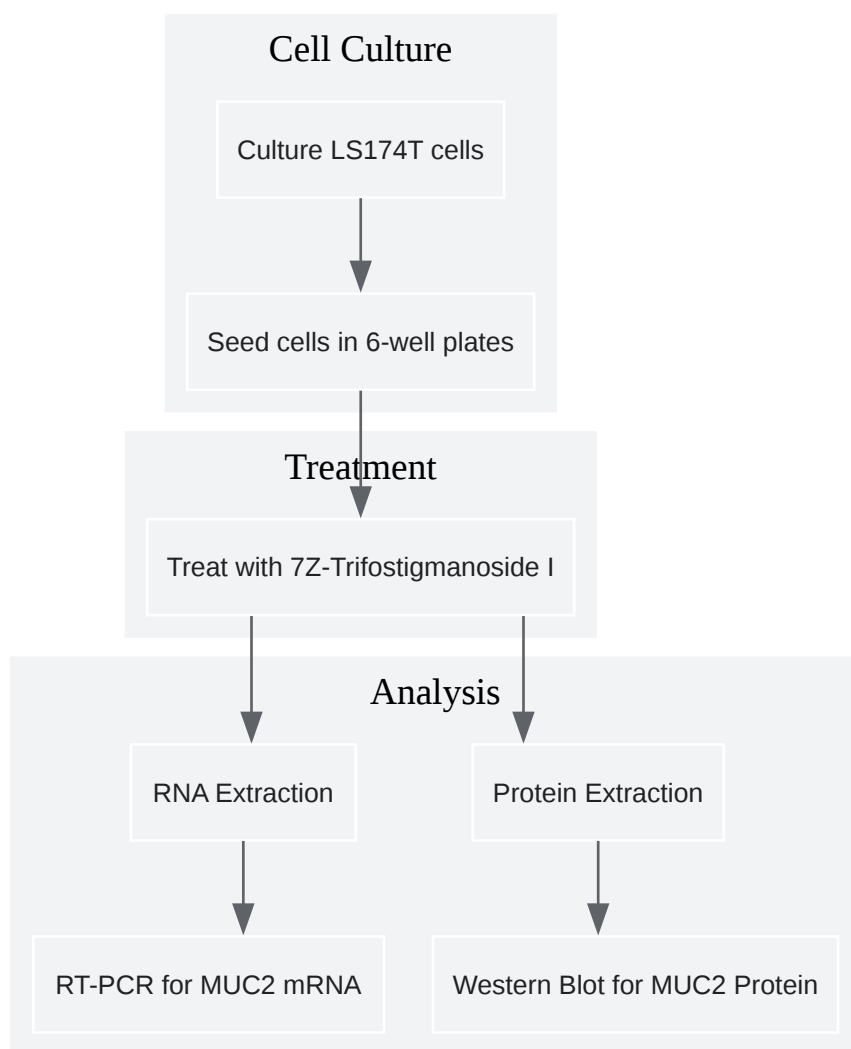 Cell Culture
Culture LS174T cells
Seed cells in 6-well plates
Treatment
Treat with 7Z-Trifostigmanoside I
Analysis
RNA Extraction
Protein Extraction
RT-PCR for MUC2 mRNA
Western Blot for MUC2 Protein